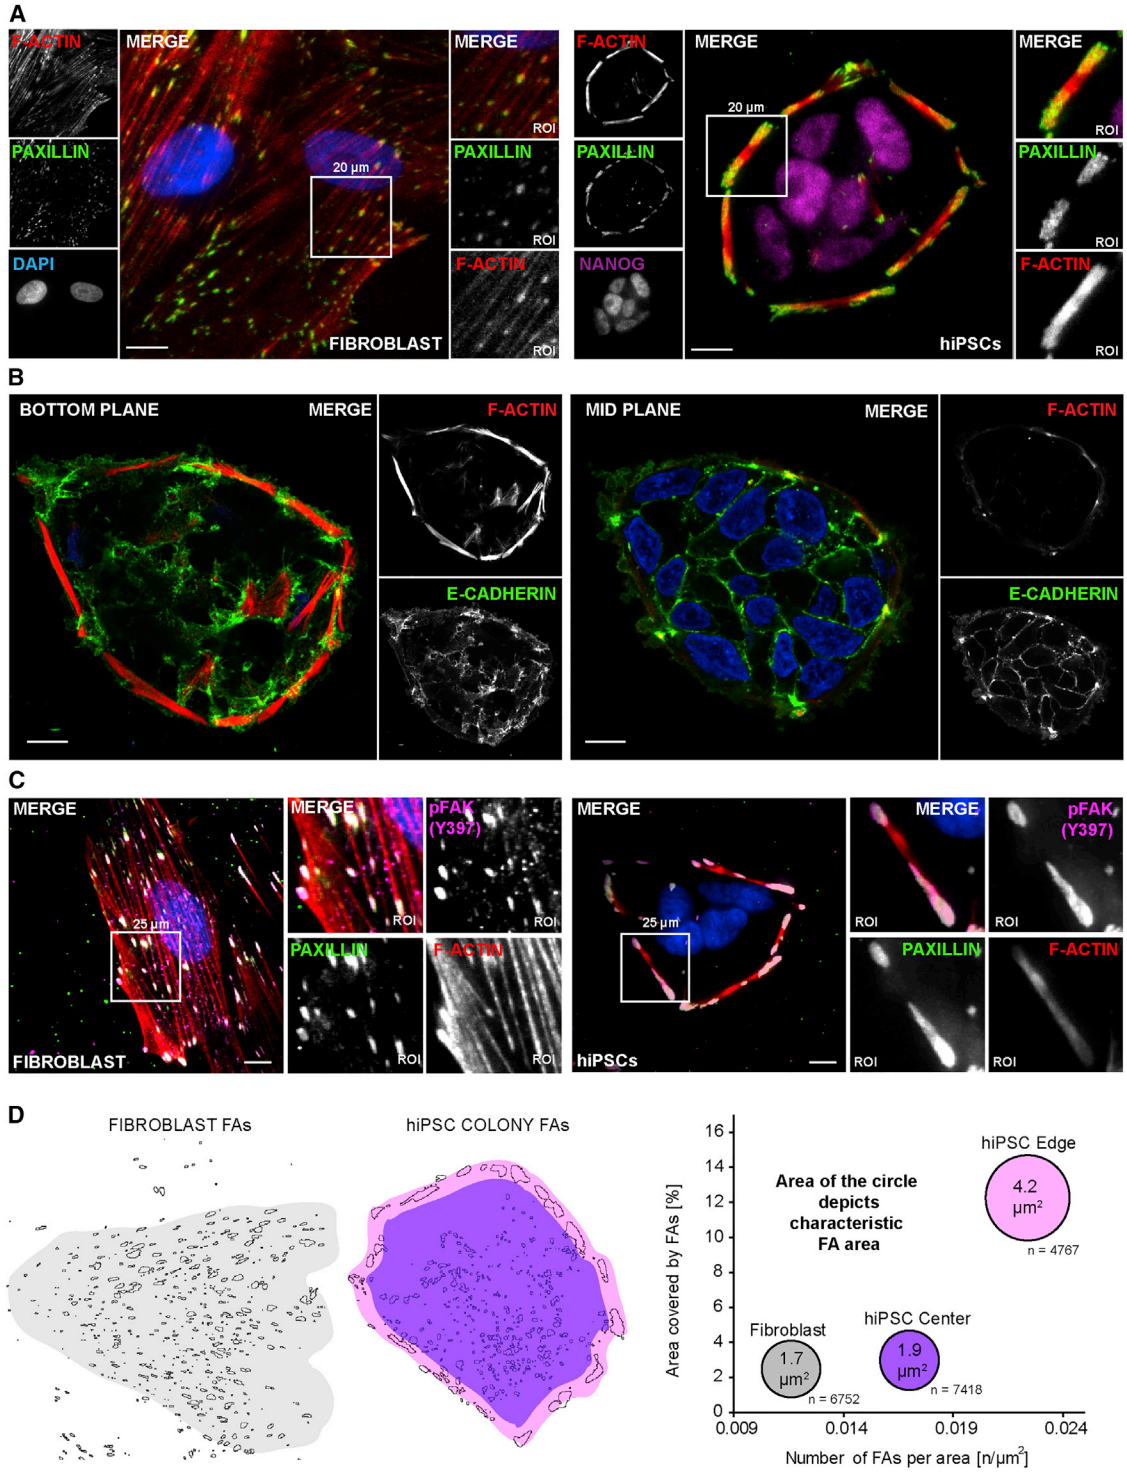 A
F-ACTIN
MERGE
MERGE
ROI
PAXILLIN
20 µm
PAXILLIN
ROI
DAPI
F-ACTIN
FIBROBLAST
ROI
F-ACTIN
MERGE
MERGE
20 µm
ROI
PAXILLIN
PAXILLIN
ROI
NANOG
F-ACTIN
hiPSCs
ROI
B
BOTTOM PLANE
MERGE
F-ACTIN
E-CADHERIN
MID PLANE
MERGE
F-ACTIN
E-CADHERIN
C
MERGE
MERGE
pFAK
(Y397)
25 µm
ROI
ROI
PAXILLIN
F-ACTIN
FIBROBLAST
ROI
ROI
MERGE
MERGE
pFAK
(Y397)
25 µm
ROI
ROI
PAXILLIN
F-ACTIN
hiPSCs
ROI
ROI
D
FIBROBLAST FAs
hiPSC COLONY FAs
Area covered by FAs [%]
16
14
12
10
8
6
4
2
0
Area of the circle
depicts
characteristic
FA area
hiPSC Edge
4.2
µm²
n = 4767
Fibroblast
1.7
µm²
n = 6752
hiPSC Center
1.9
µm²
n = 7418
0.009
0.014
0.019
0.024
Number of FAs per area [n/µm²]